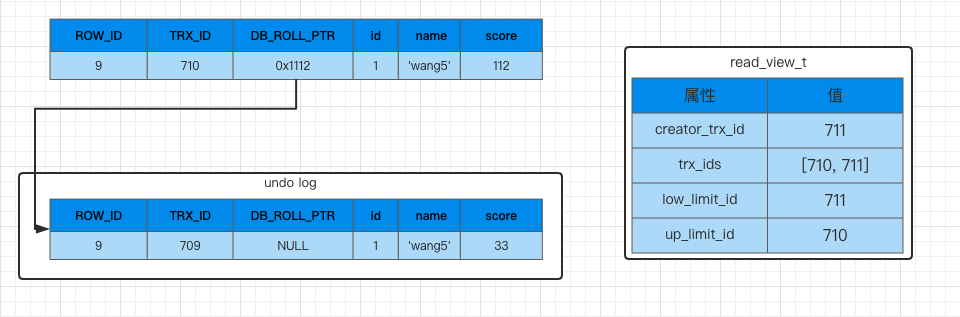 ROW_ID TRX_ID DB_ROLL_PTR id name score
9 710 0x1112 1 'wang5' 112
undo log
ROW_ID TRX_ID DB_ROLL_PTR id name score
9 709 NULL 1 'wang5' 33
read_view_t
属性 值
creator_trx_id 711
trx_ids [710, 711]
low_limit_id 711
up_limit_id 710